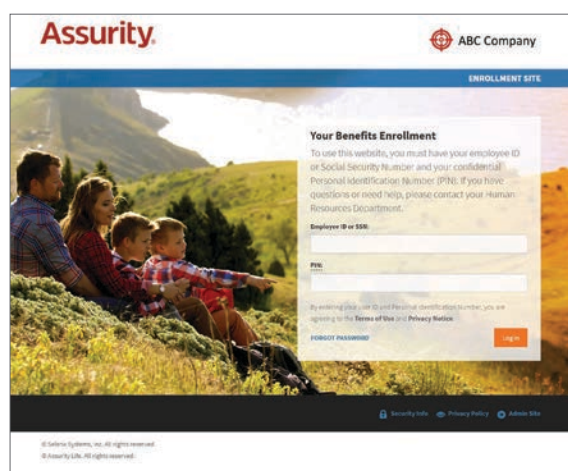 Assurity
ABC Company
ENROLLMENT SITE
Your Benefits Enrollment
To use this website, you must have your employee ID
or Social Security Number and your confidential
Personal Identification Number (PIN). If you have
questions or need help, please contact your Human
Resources Department.
Employee ID or SSN:
PIN:
By entering your user ID and Personal Identification Number, you are
agreeing to the Terms of Use and Privacy Notice
FORGOT PASSWORD
Log In
Security Info
Privacy Policy
Admin Site
© Selerix Systems, Inc. All rights reserved.
© Assurity Life. All rights reserved.